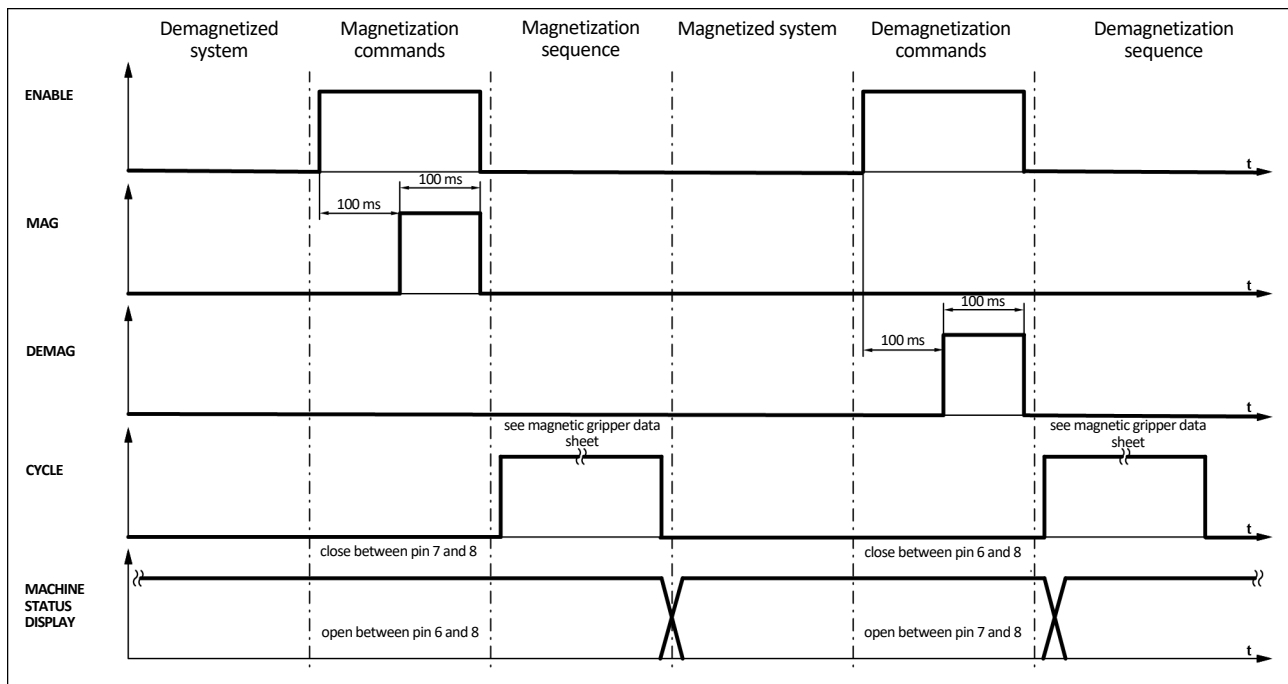 Demagnetized
system
Magnetization
commands
Magnetization
sequence
Magnetized system
Demagnetization
commands
Demagnetization
sequence
ENABLE
t
100 ms
100 ms
MAG
t
100 ms
100 ms
DEMAG
t
see magnetic gripper data
sheet
see magnetic gripper data
sheet
CYCLE
t
close between pin 7 and 8
close between pin 6 and 8
MACHINE
STATUS
DISPLAY
open between pin 6 and 8
open between pin 7 and 8
t